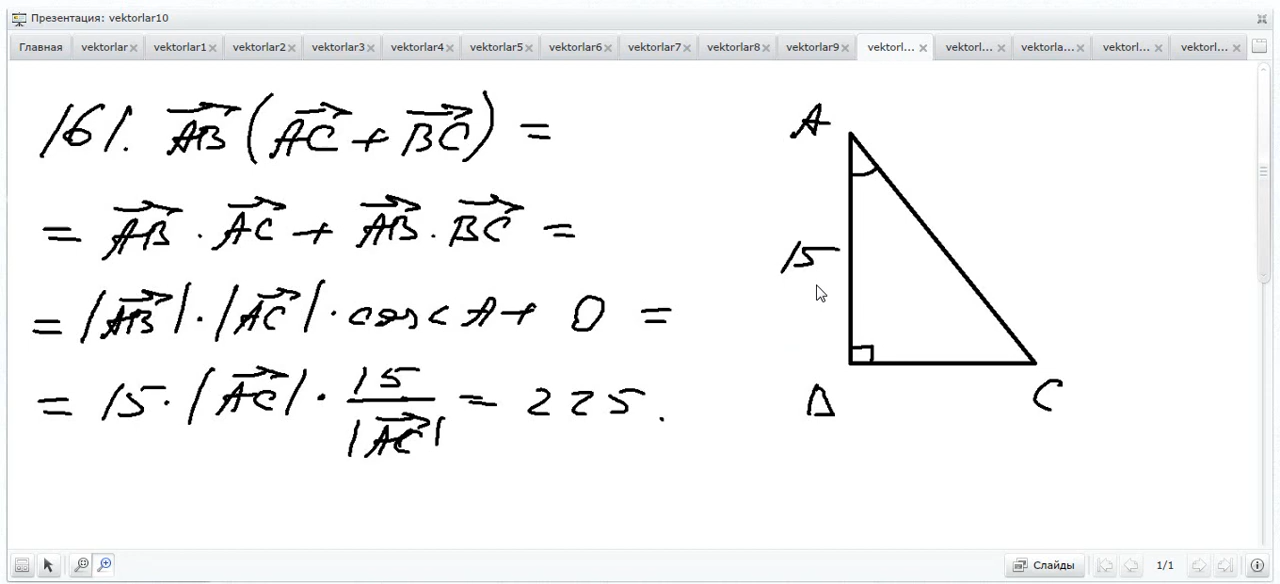 Презентация: vektorlar10
Главная vektorlar vektorlar1 vektorlar2 vektorlar3 vektorlar4 vektorlar5 vektorlar6 vektorlar7 vektorlar8 vektorlar9 vektorl... vektorl... vektorla... vektorl... vektorl...
161. AB⃗ (AC⃗ + BC⃗) =
= AB⃗ · AC⃗ + AB⃗ · BC⃗ =
= |AB⃗| · |AC⃗| · cos < A + 0 =
= 15 · |AC⃗| · 15/|AC⃗| = 225.
A
15
B
C
Слайды 1/1